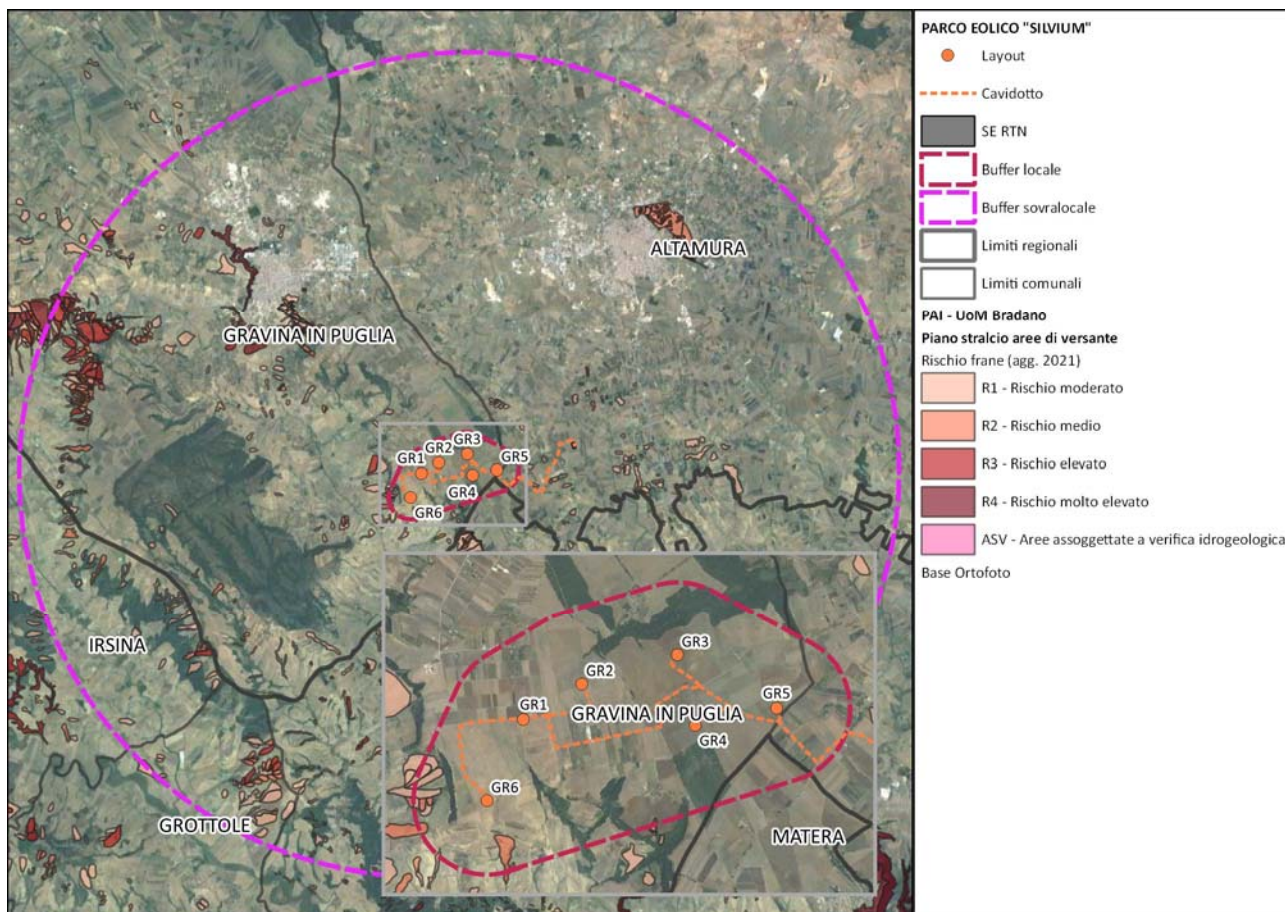 ALTAMURA
GRAVINA IN PUGLIA
GR3
GR2
GR1
GR5
GR4
GR6
IRSINA
GROTTOLE
GR3
GR2
GR5
GR1
GRAVINA IN PUGLIA
GR4
GR6
MATERA
PARCO EOLICO "SILVIUM"
Layout
Cavidotto
SE RTN
Buffer locale
Buffer sovralocale
Limiti regionali
Limiti comunali
PAI - UoM Bradano
Piano stralcio aree di versante
Rischio frane (agg. 2021)
R1 - Rischio moderato
R2 - Rischio medio
R3 - Rischio elevato
R4 - Rischio molto elevato
ASV - Aree assoggettate a verifica idrogeologica
Base Ortofoto